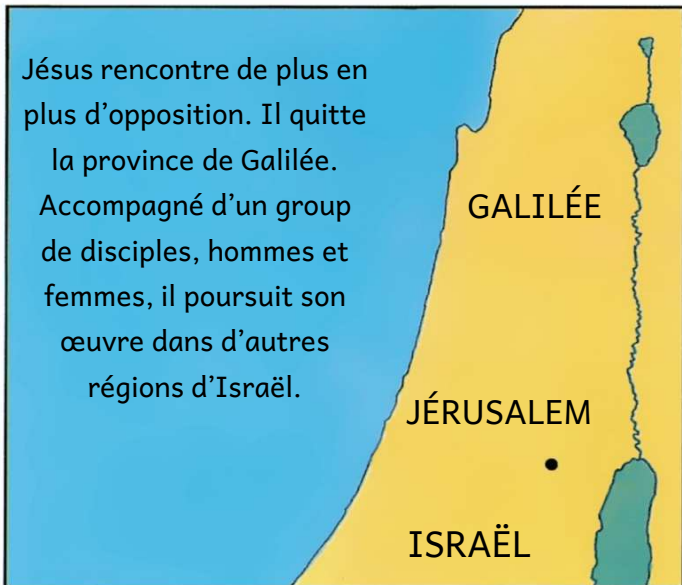 Jésus rencontre de plus en
plus d'opposition. Il quitte
la province de Galilée.
Accompagné d'un group
de disciples, hommes et
femmes, il poursuit son
œuvre dans d'autres
régions d'Israël.
GALILÉE
JÉRUSALEM
ISRAËL